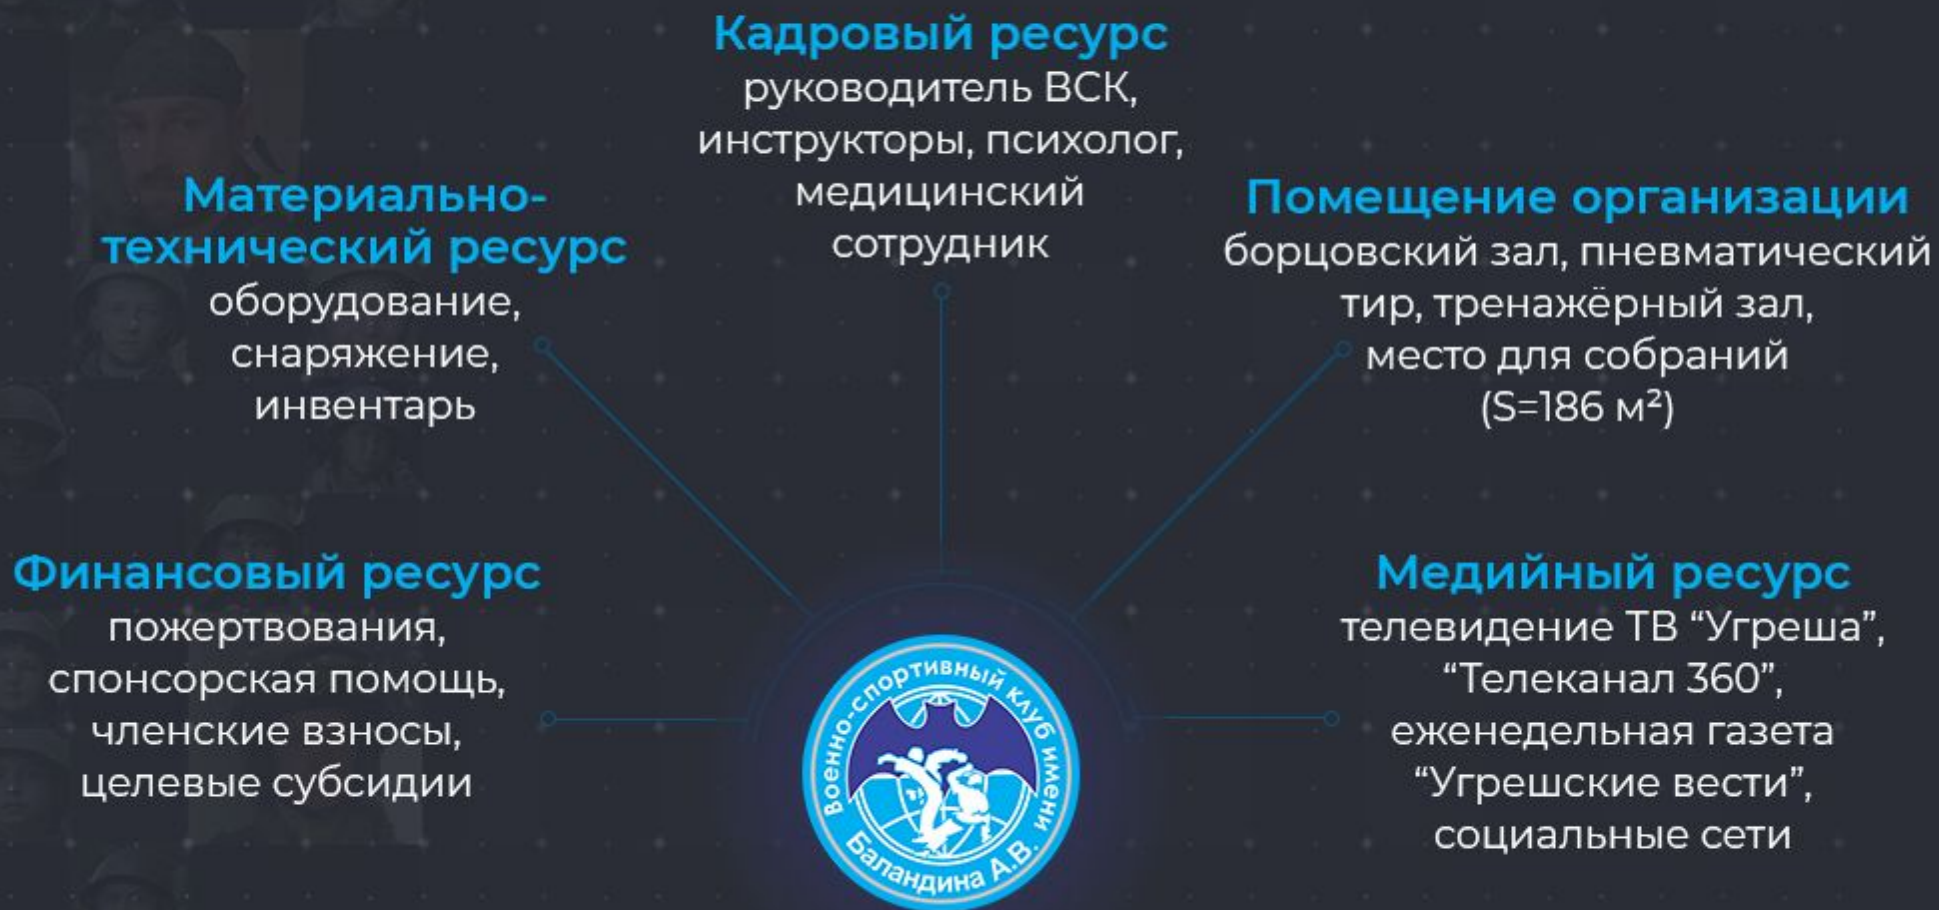 Кадровый ресурс
руководитель ВСК,
инструкторы, психолог,
медицинский
сотрудник
Материально-
технический ресурс
оборудование,
снаряжение,
инвентарь
Помещение организации
борцовский зал, пневматический
тир, тренажёрный зал,
место для собраний
(S=186 м²)
Финансовый ресурс
пожертвования,
спонсорская помощь,
членские взносы,
целевые субсидии
Медийный ресурс
телевидение ТВ “Угреша”,
“Телеканал 360”,
еженедельная газета
“Угрешские вести”,
социальные сети
Военно-спортивный клуб имени
Баландина А.В.